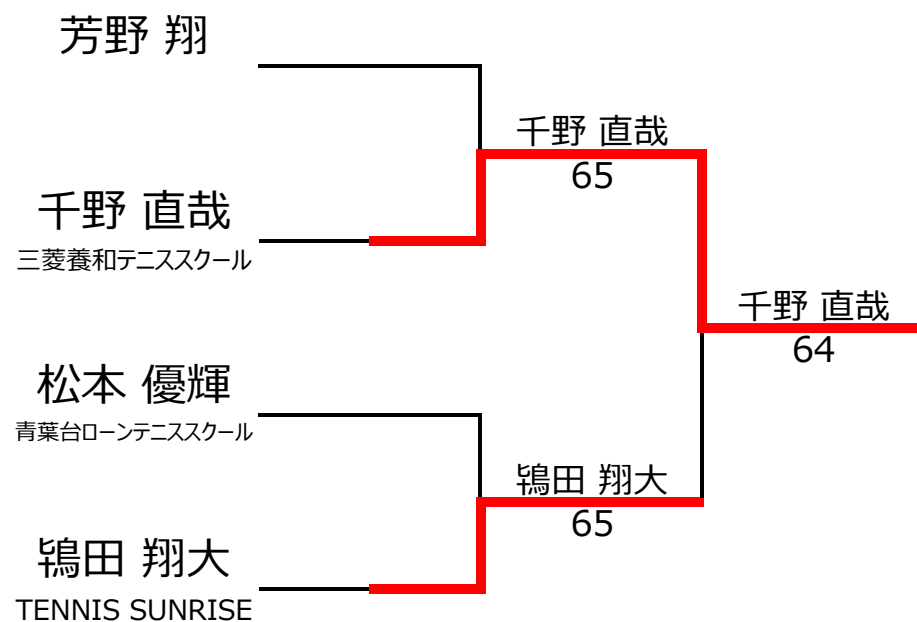 芳野 翔
千野 直哉
65
千野 直哉
三菱養和テニススクール
千野 直哉
64
松本 優輝
青葉台ローンテニススクール
鴇田 翔大
65
鴇田 翔大
TENNIS SUNRISE